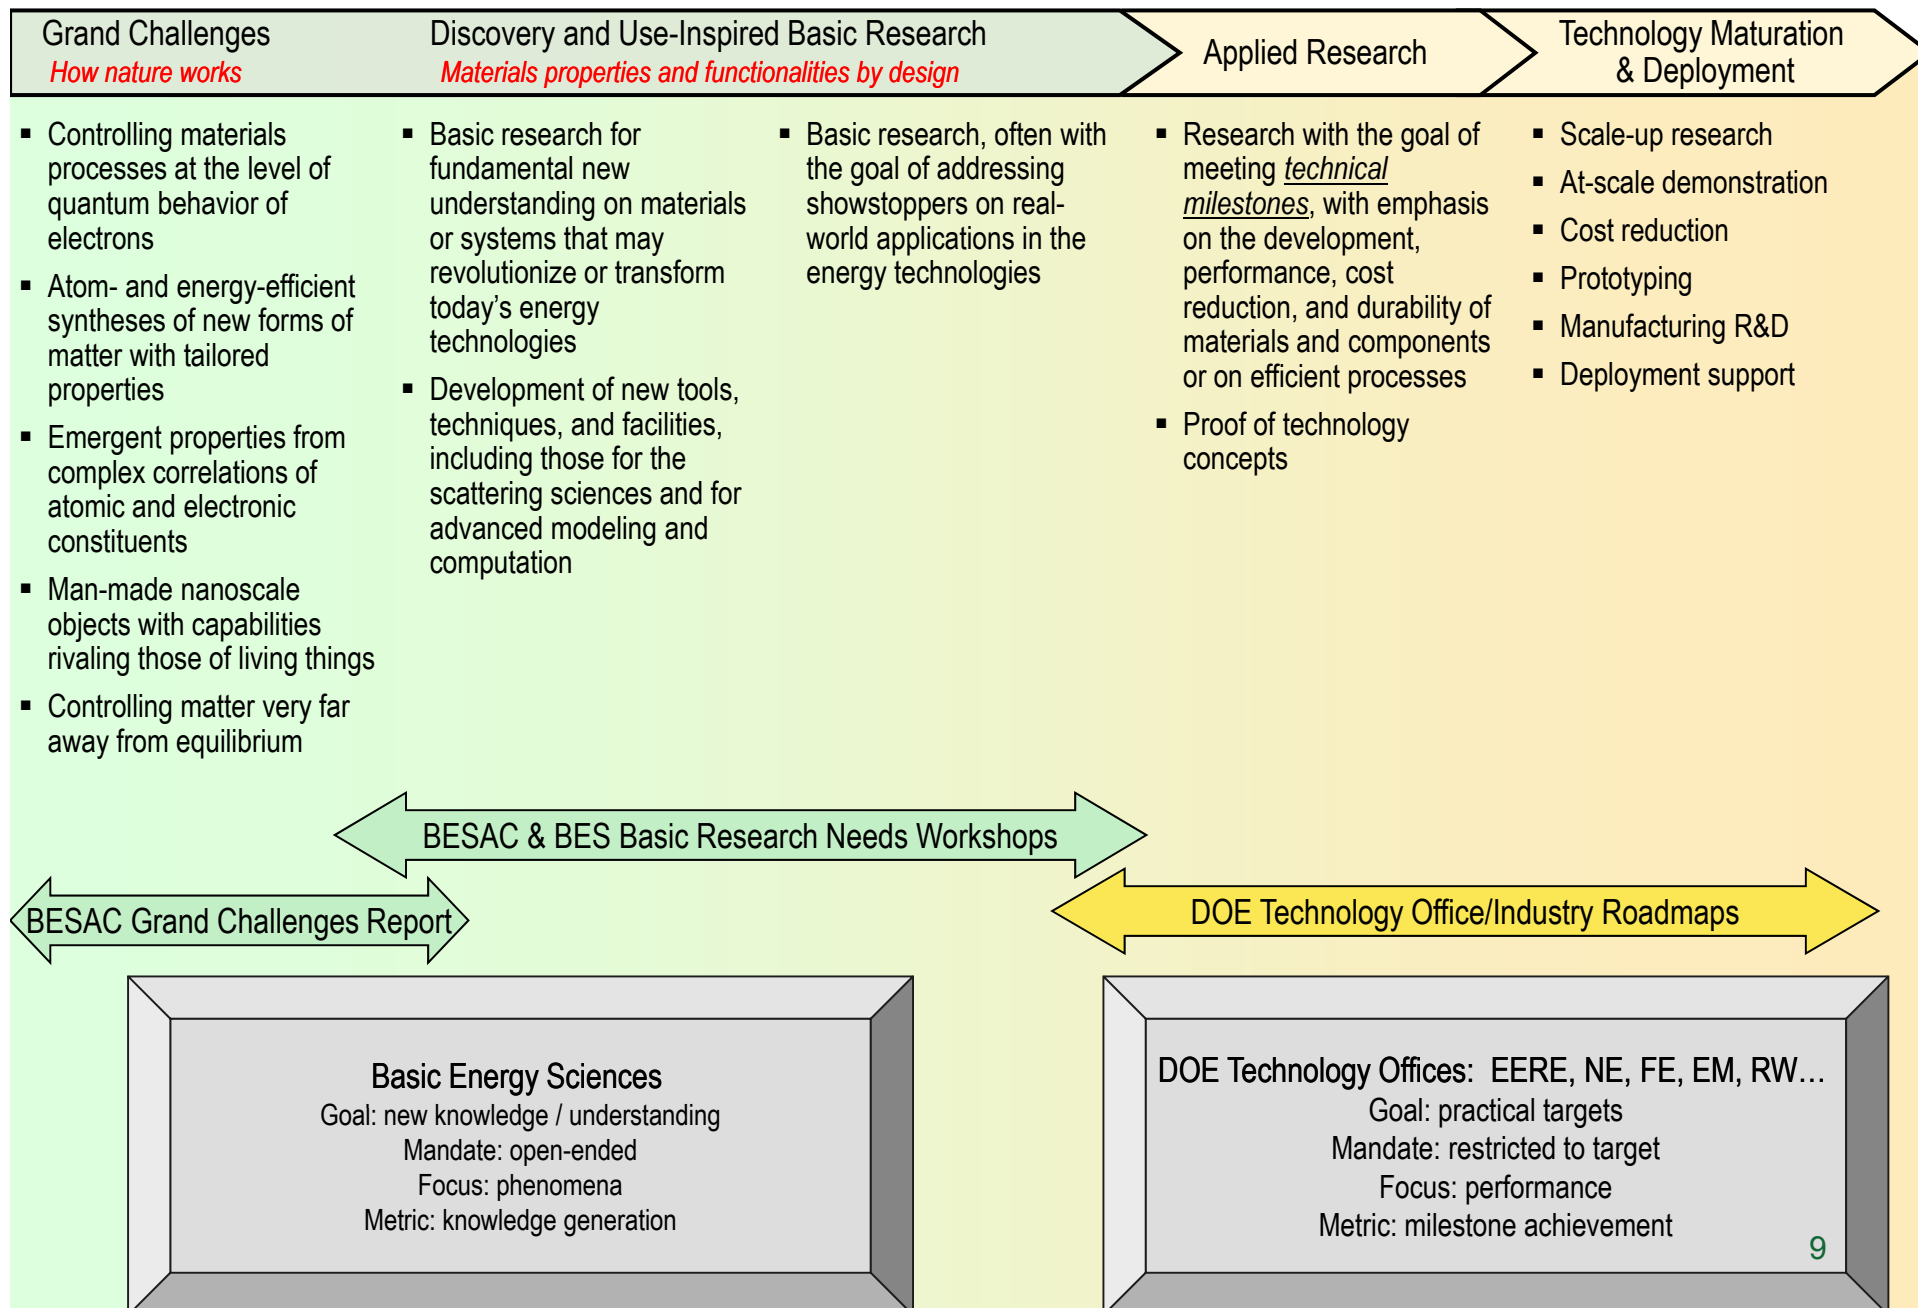 Grand Challenges
How nature works
Discovery and Use-Inspired Basic Research
Materials properties and functionalities by design
Applied Research
Technology Maturation
& Deployment
▪ Controlling materials
processes at the level of
quantum behavior of
electrons
▪ Atom- and energy-efficient
syntheses of new forms of
matter with tailored
properties
▪ Emergent properties from
complex correlations of
atomic and electronic
constituents
▪ Man-made nanoscale
objects with capabilities
rivaling those of living things
▪ Controlling matter very far
away from equilibrium
▪ Basic research for
fundamental new
understanding on materials
or systems that may
revolutionize or transform
today's energy
technologies
▪ Development of new tools,
techniques, and facilities,
including those for the
scattering sciences and for
advanced modeling and
computation
▪ Basic research, often with
the goal of addressing
showstoppers on real-
world applications in the
energy technologies
▪ Research with the goal of
meeting technical
milestones, with emphasis
on the development,
performance, cost
reduction, and durability of
materials and components
or on efficient processes
▪ Proof of technology
concepts
▪ Scale-up research
▪ At-scale demonstration
▪ Cost reduction
▪ Prototyping
▪ Manufacturing R&D
▪ Deployment support
BESAC & BES Basic Research Needs Workshops
BESAC Grand Challenges Report
DOE Technology Office/Industry Roadmaps
Basic Energy Sciences
Goal: new knowledge / understanding
Mandate: open-ended
Focus: phenomena
Metric: knowledge generation
DOE Technology Offices: EERE, NE, FE, EM, RW…
Goal: practical targets
Mandate: restricted to target
Focus: performance
Metric: milestone achievement
9